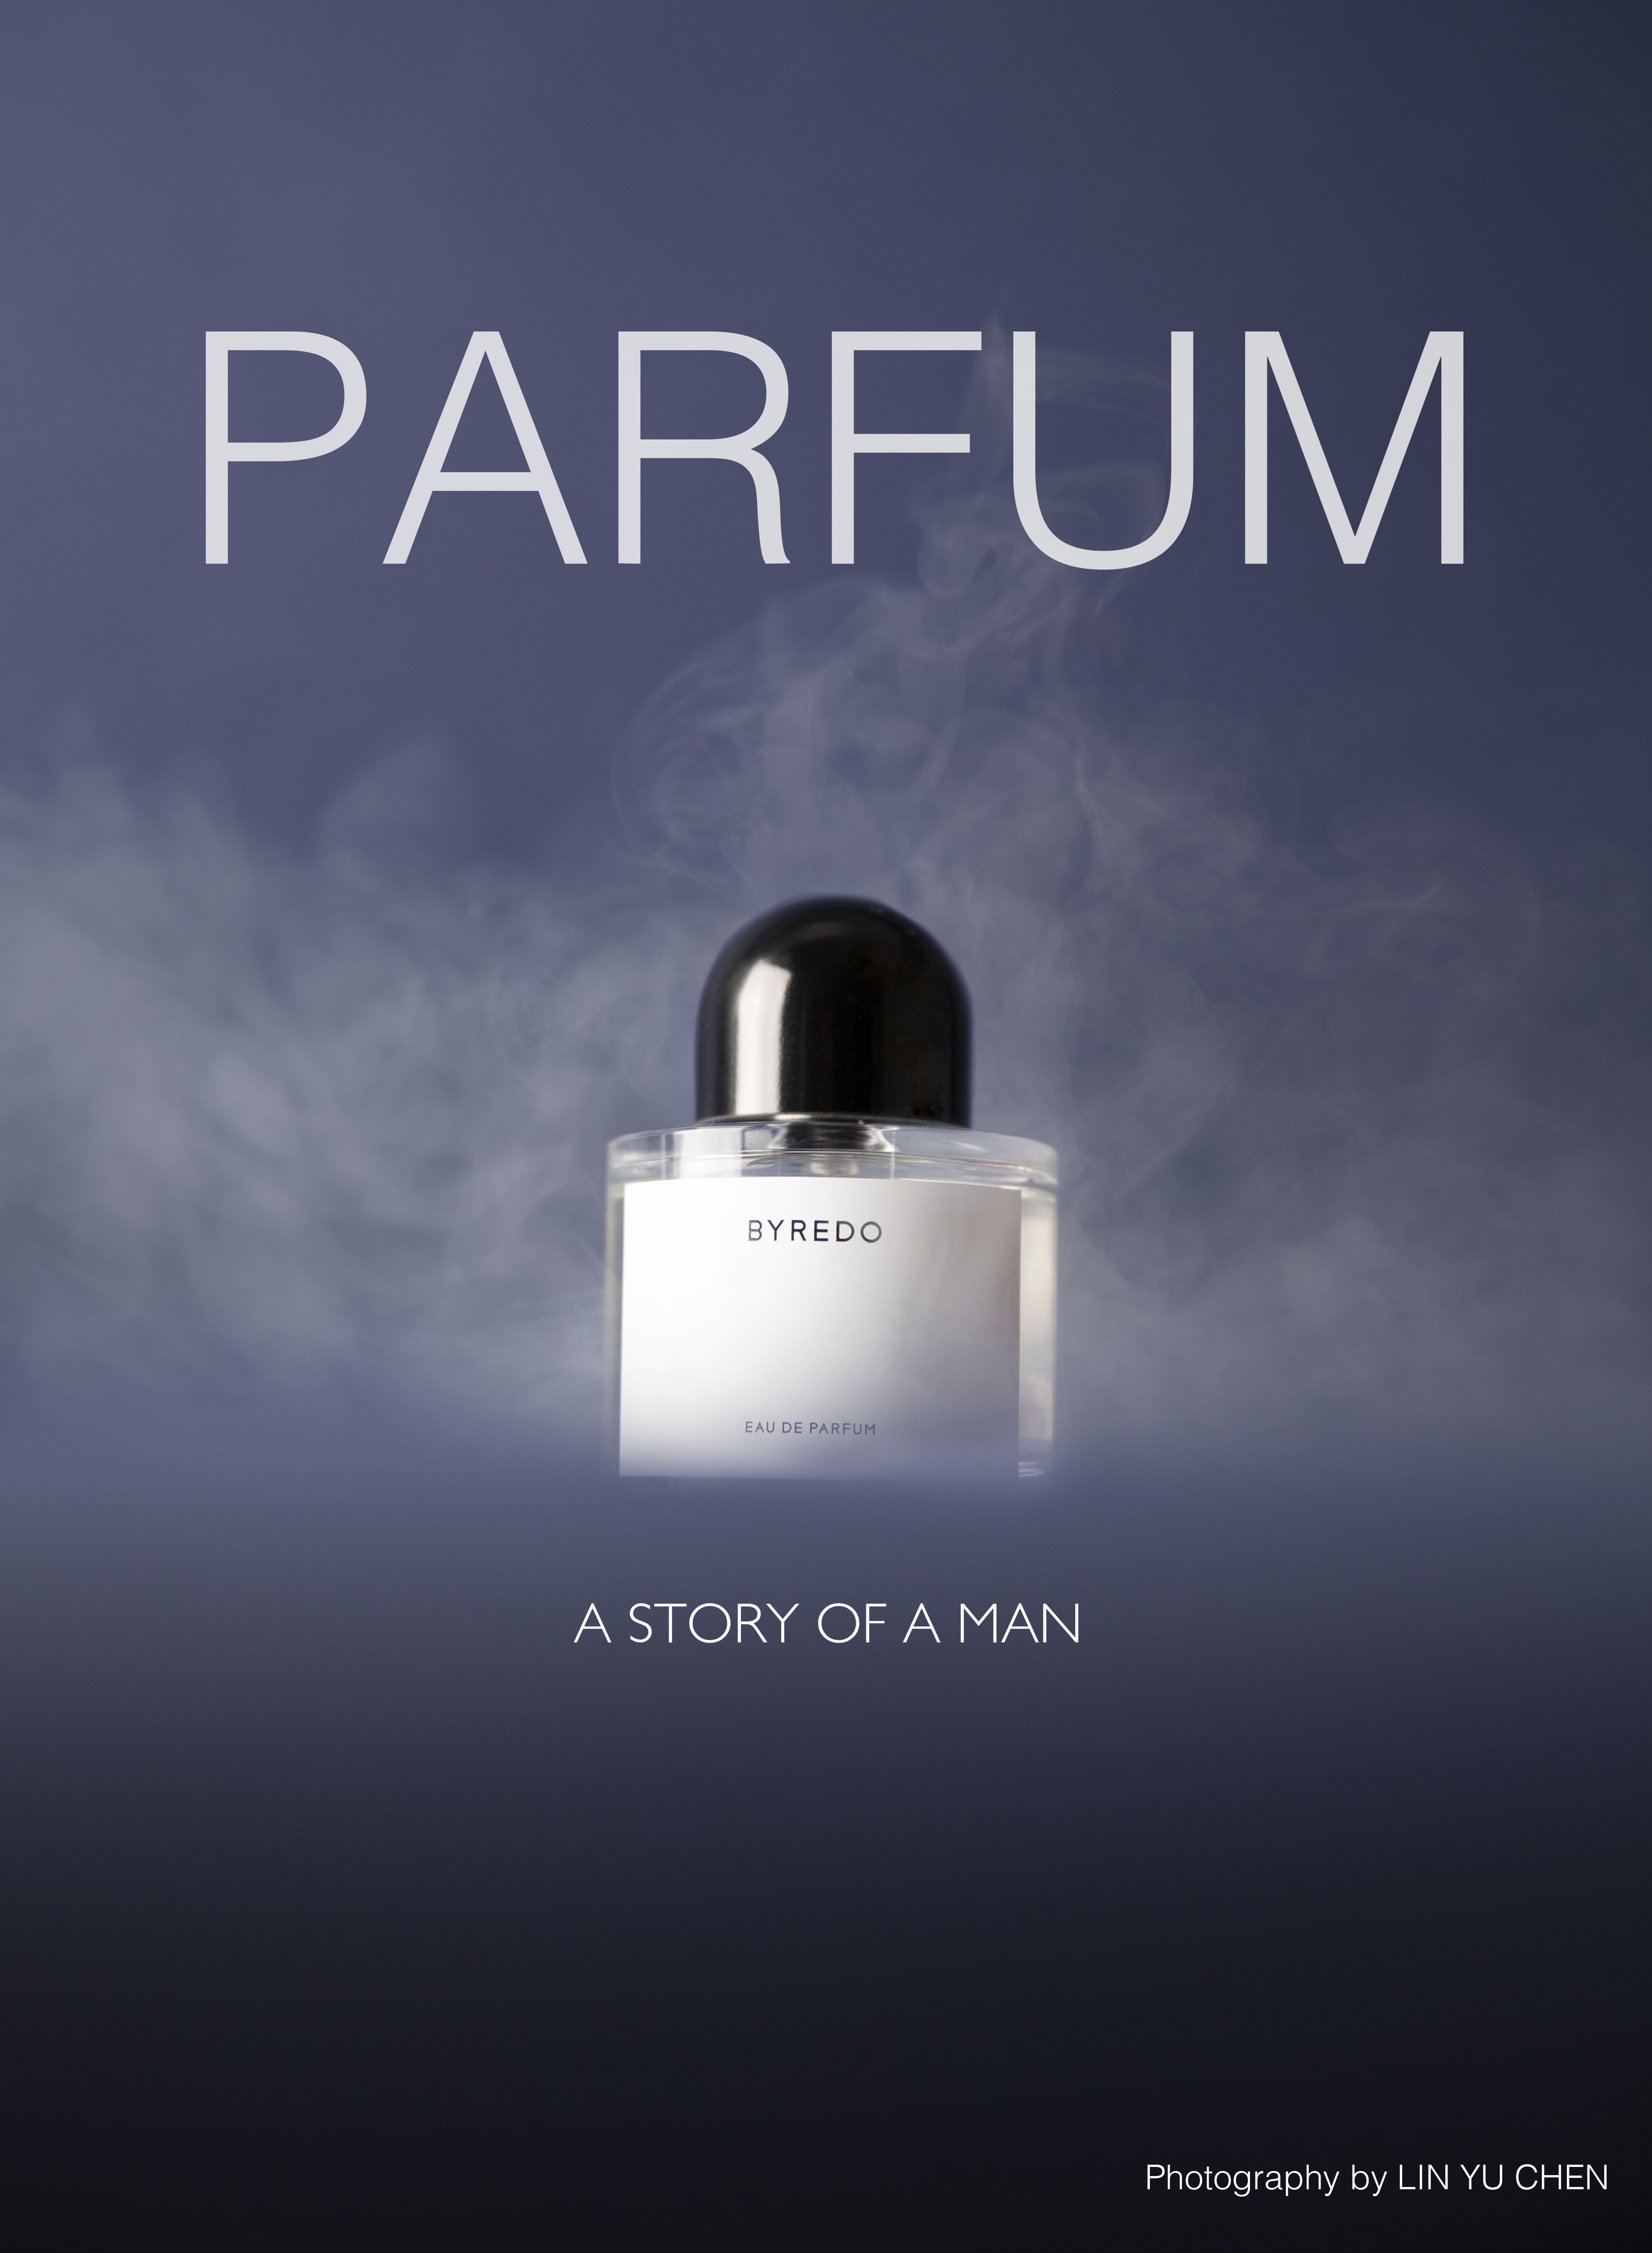 PARFUM
BYREDO
EAU DE PARFUM
A STORY OF A MAN
Photography by LIN YU CHEN